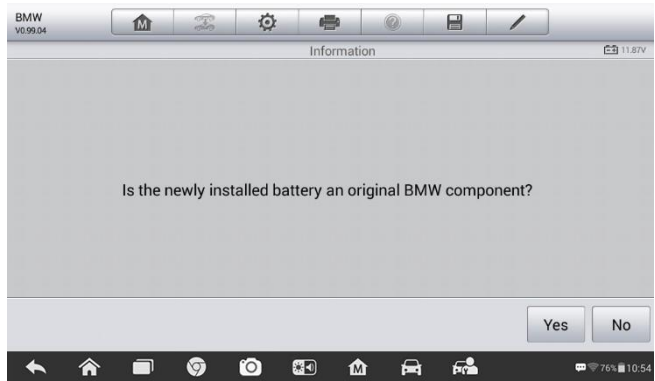 BMW
V0.99.04
Information
11.87V
Is the newly installed battery an original BMW component?
Yes
No
76%
10:54